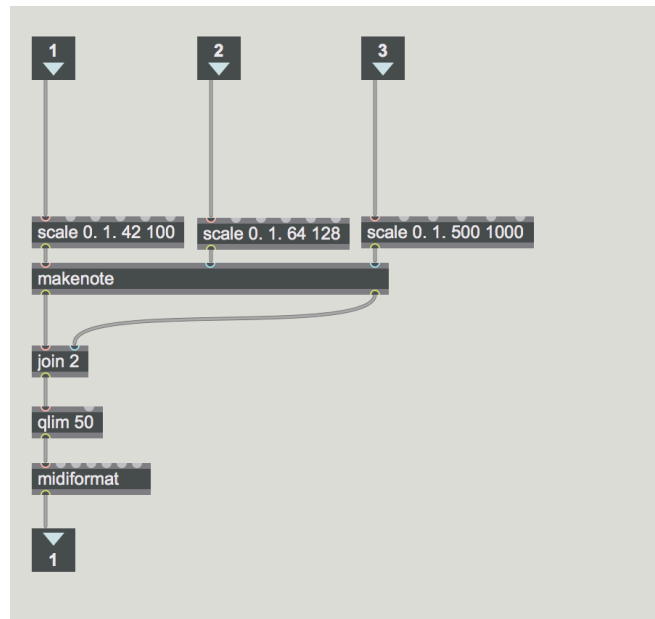 1 2 3
scale 0. 1. 42 100 scale 0. 1. 64 128 scale 0. 1. 500 1000
makenote
join 2
qlim 50
midiformat
1